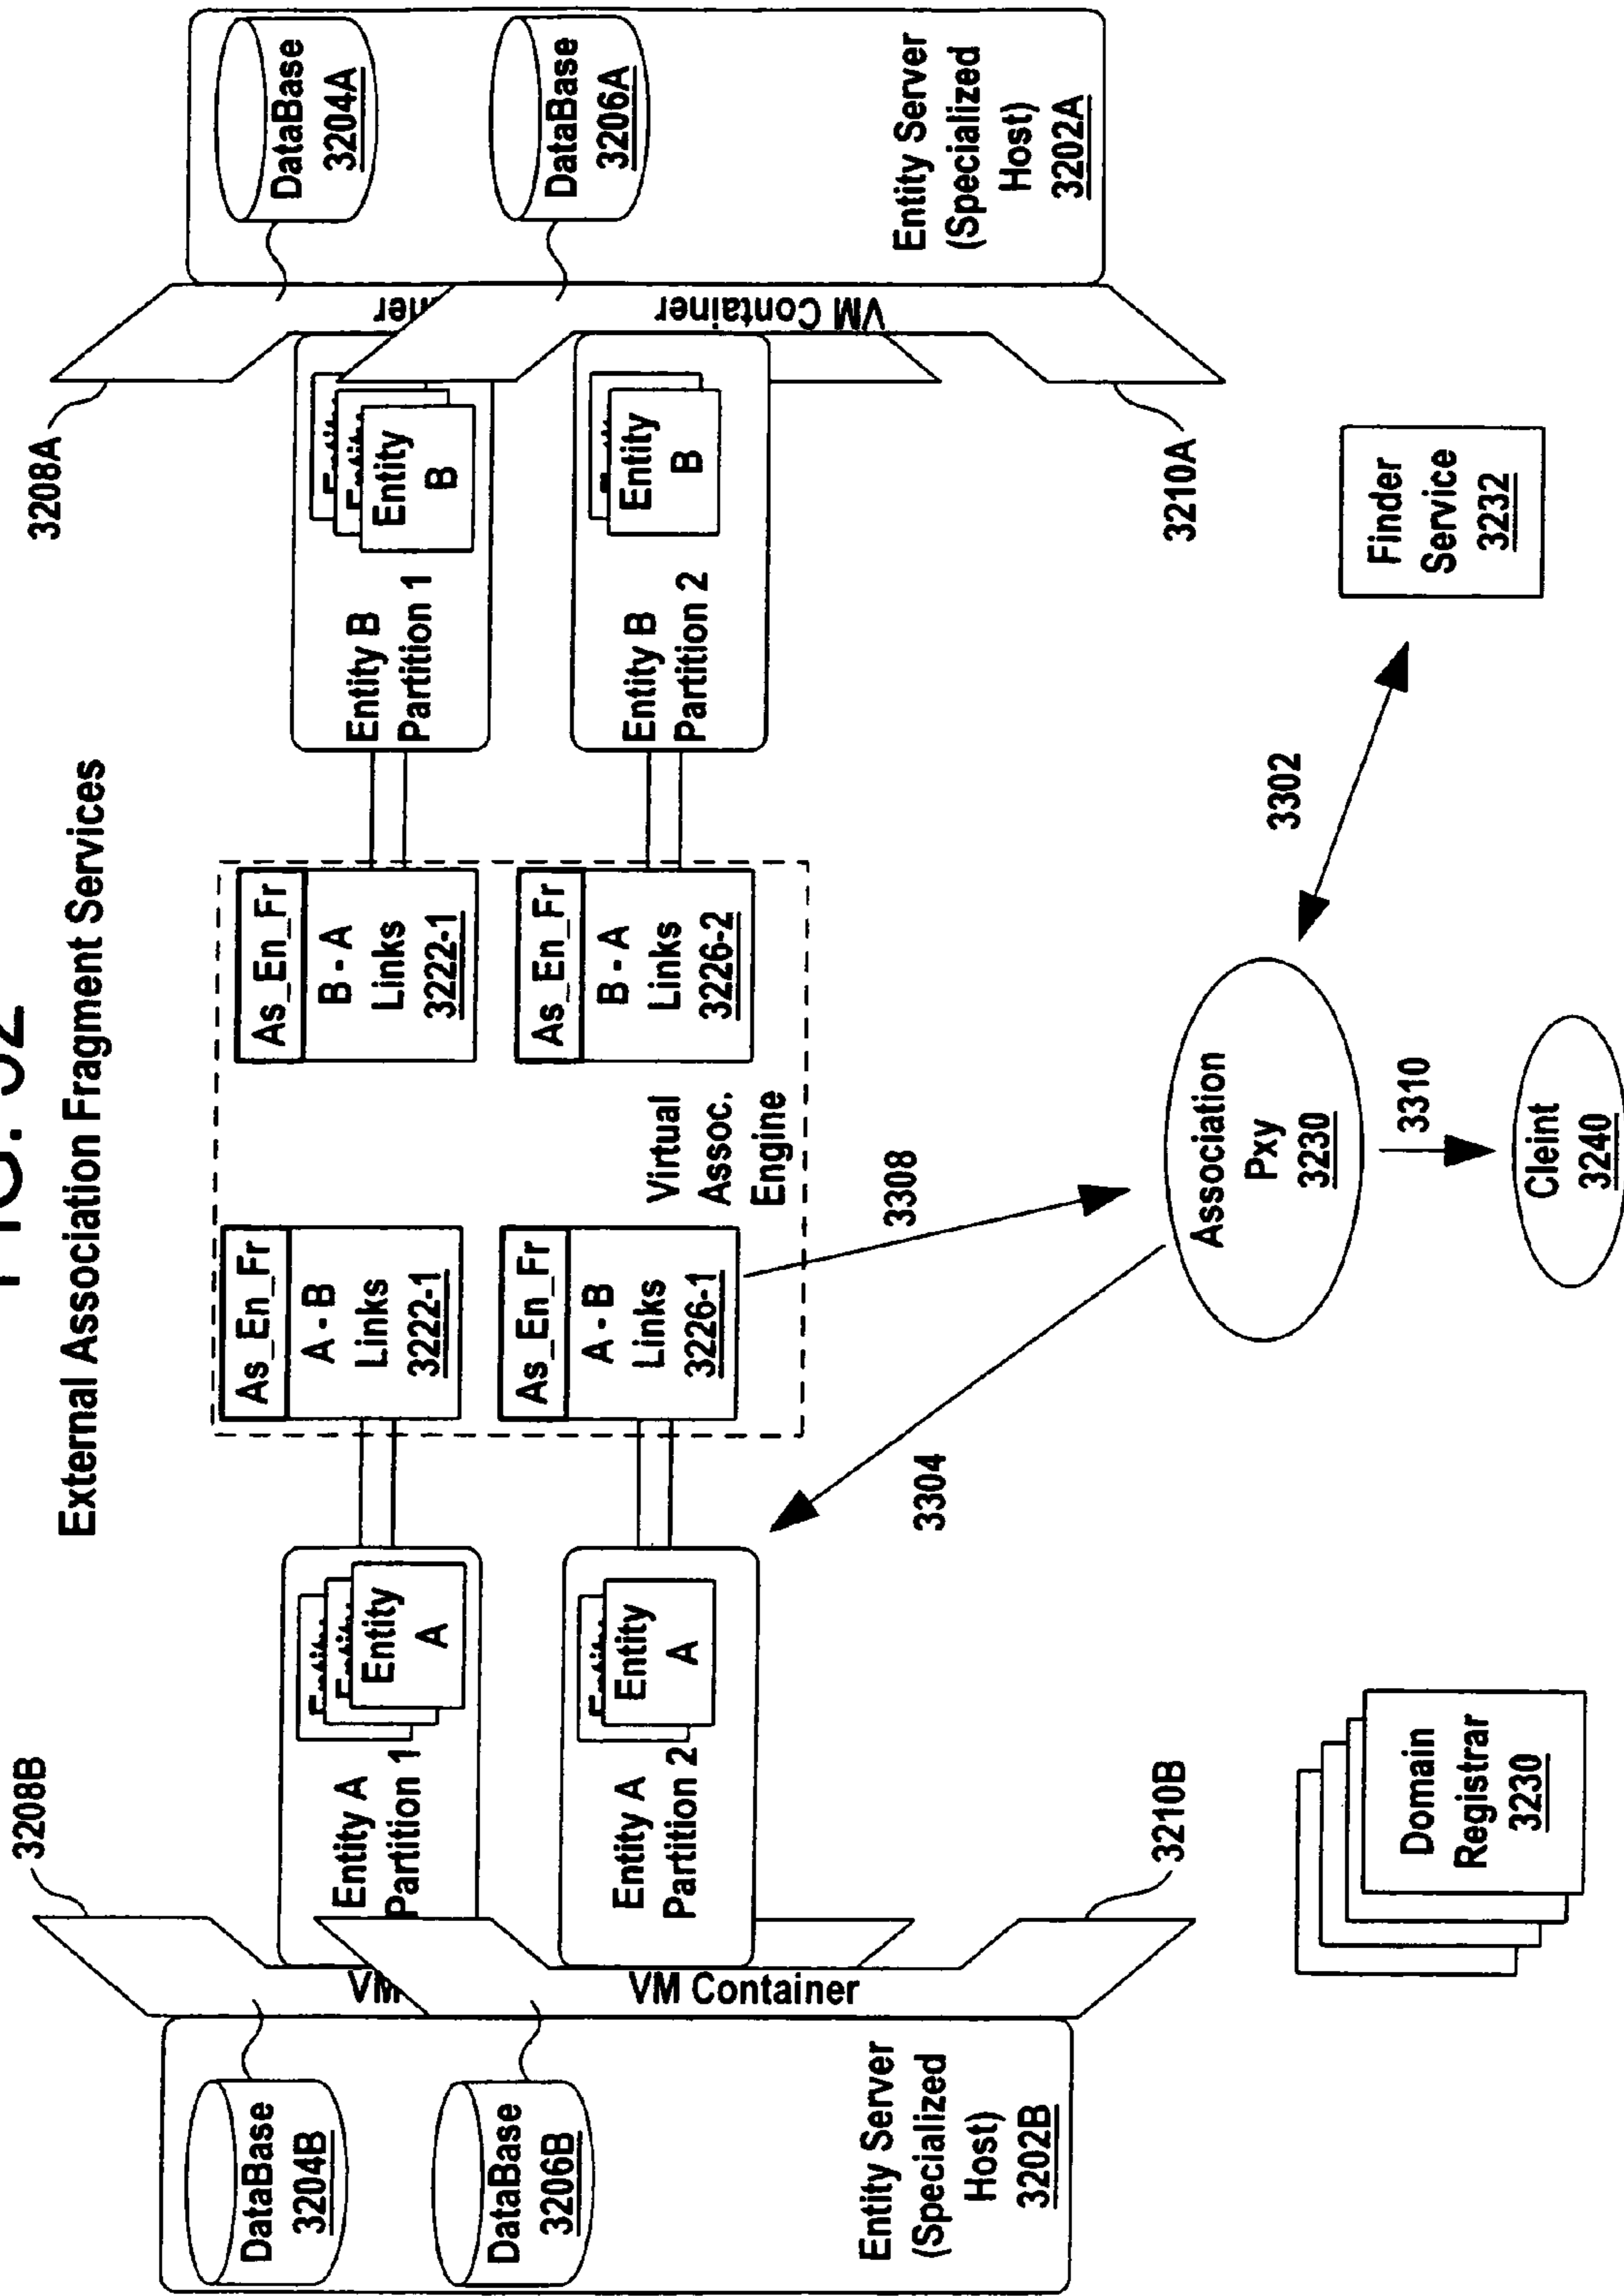 External Association Fragment Services
3208B
3208A
DataBase
3204B
DataBase
3206B
Entity Server
(Specialized
Host)
3202B
VM
VM Container
3210B
Entity A
Partition 1
Entity
A
Entity A
Partition 2
Entity
A
As_En_Fr
A - B
Links
3222-1
As_En_Fr
A - B
Links
3226-1
Virtual
Assoc.
Engine
As_En_Fr
B - A
Links
3222-1
As_En_Fr
B - A
Links
3226-2
Entity B
Partition 1
Entity
B
Entity B
Partition 2
Entity
B
VM Container
3210A
DataBase
3204A
DataBase
3206A
Entity Server
(Specialized
Host)
3202A
3304
3308
3302
Domain
Registrar
3230
Association
Pxy
3230
3310
Cleint
3240
Finder
Service
3232